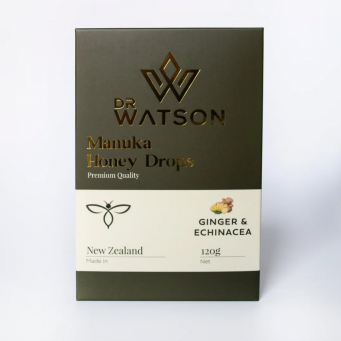 DR
WATSON
Manuka
Honey Drops
Premium Quality
GINGER &
ECHINACEA
New Zealand
Made In
120g
Net